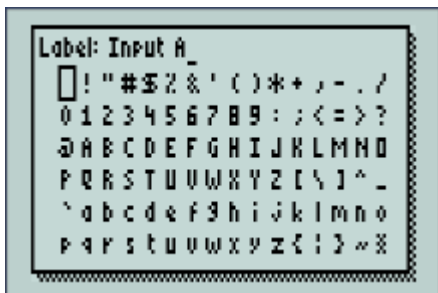 Label: Input A_
! " # $ % & ' ( ) * + , - . /
0 1 2 3 4 5 6 7 8 9 : ; < = > ?
@ A B C D E F G H I J K L M N O
P Q R S T U V W X Y Z [ \ ] ^ _
` a b c d e f g h i j k l m n o
p q r s t u v w x y z { ¦ } ~